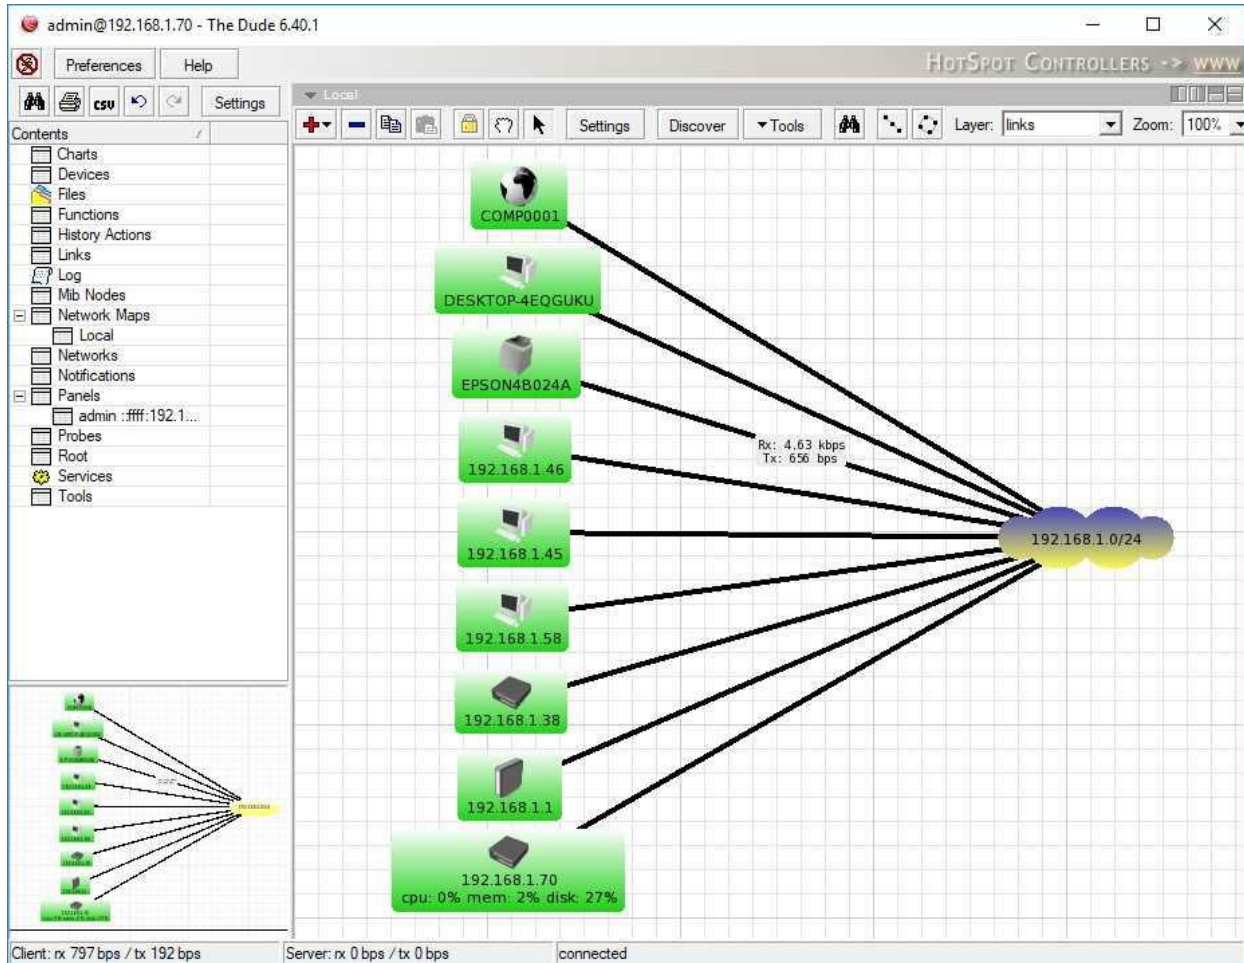 admin@192.168.1.70 - The Dude 6.40.1
Preferences Help
HotSpot Controllers -> www
csv Settings
Local
Settings Discover Tools Layer: links Zoom: 100%
Contents
Charts
Devices
Files
Functions
History Actions
Links
Log
Mib Nodes
Network Maps
Local
Networks
Notifications
Panels
admin ::ffff:192.1...
Probes
Root
Services
Tools
COMP0001
DESKTOP-4EQGUKU
EPSON4B024A
Rx: 4.63 kbps
Tx: 656 bps
192.168.1.46
192.168.1.45
192.168.1.0/24
192.168.1.58
192.168.1.38
192.168.1.1
192.168.1.70
cpu: 0% mem: 2% disk: 27%
Client: rx 797 bps / tx 192 bps Server: rx 0 bps / tx 0 bps connected